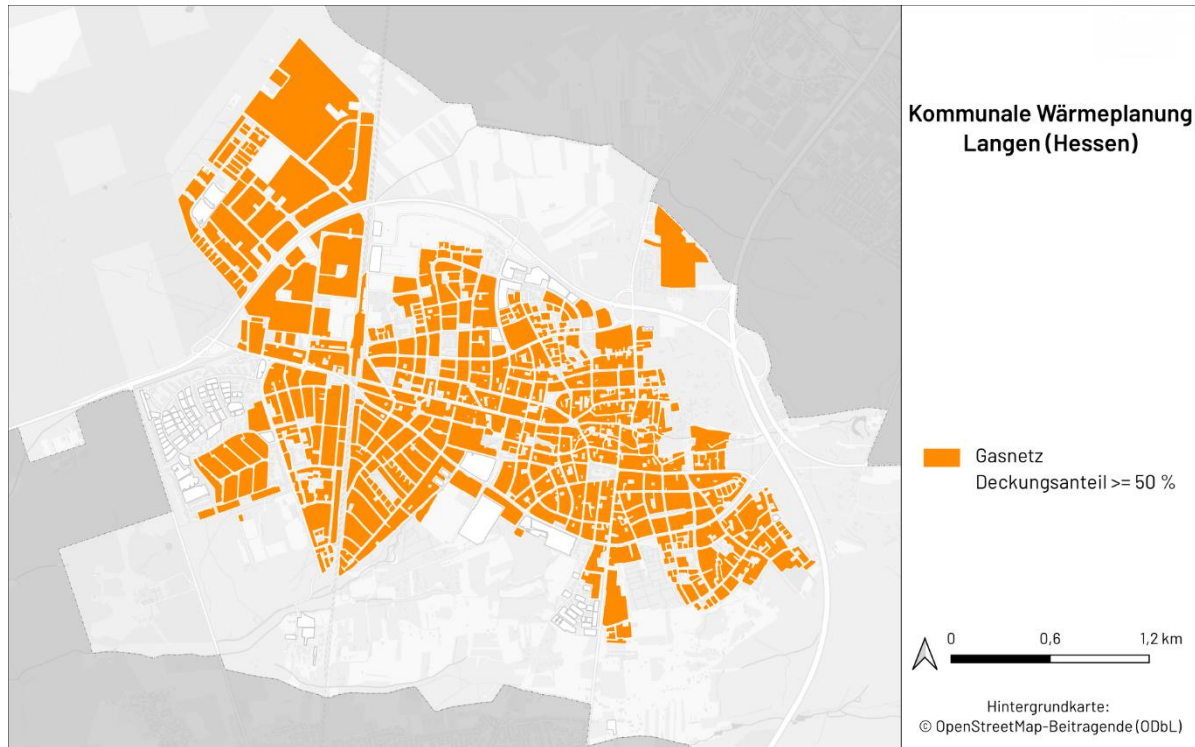 Kommunale Wärmeplanung
Langen (Hessen)
Gasnetz
Deckungsanteil >= 50 %
0 0,6 1,2 km
Hintergrundkarte:
© OpenStreetMap-Beitragende (ODbL)